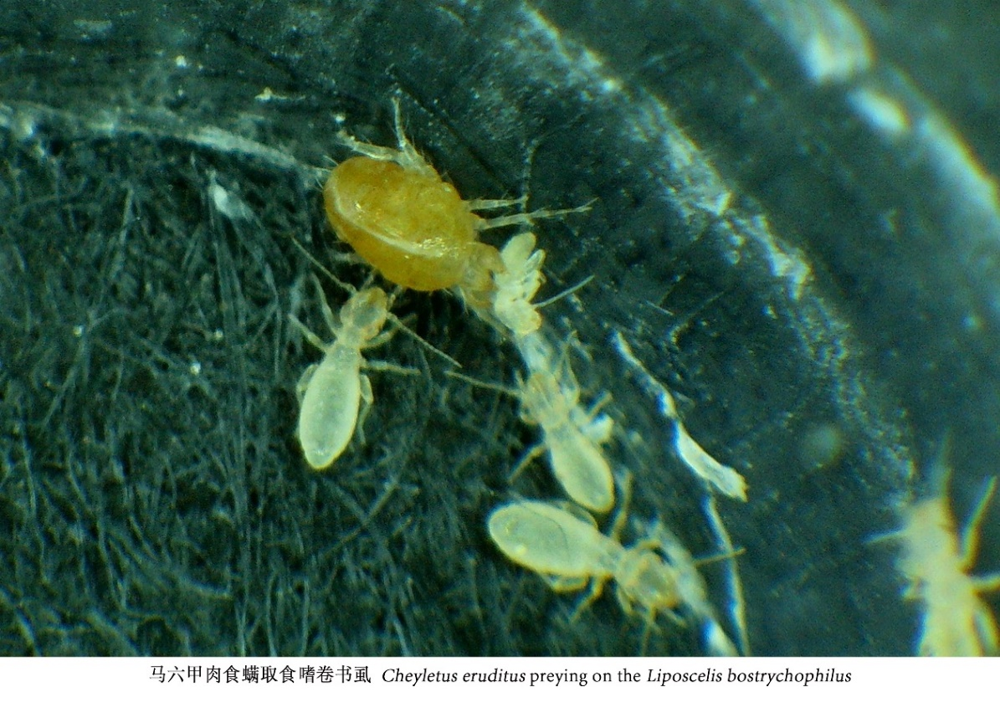 马六甲肉食螨取食嗜卷书虱 Cheyletus eruditus preying on the Liposcelis bostrychophilus